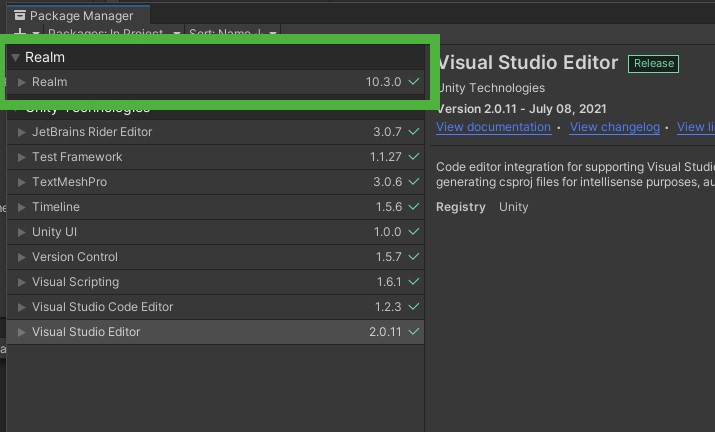 Package Manager
Packages: In Project Sort: Name
Realm
Realm 10.3.0
Unity Technologies
JetBrains Rider Editor 3.0.7
Test Framework 1.1.27
TextMeshPro 3.0.6
Timeline 1.5.6
Unity UI 1.0.0
Version Control 1.5.7
Visual Scripting 1.6.1
Visual Studio Code Editor 1.2.3
Visual Studio Editor 2.0.11
Visual Studio Editor Release
Unity Technologies
Version 2.0.11 - July 08, 2021
View documentation • View changelog • View li
Code editor integration for supporting Visual Studi
generating csproj files for intellisense purposes, au
Registry Unity